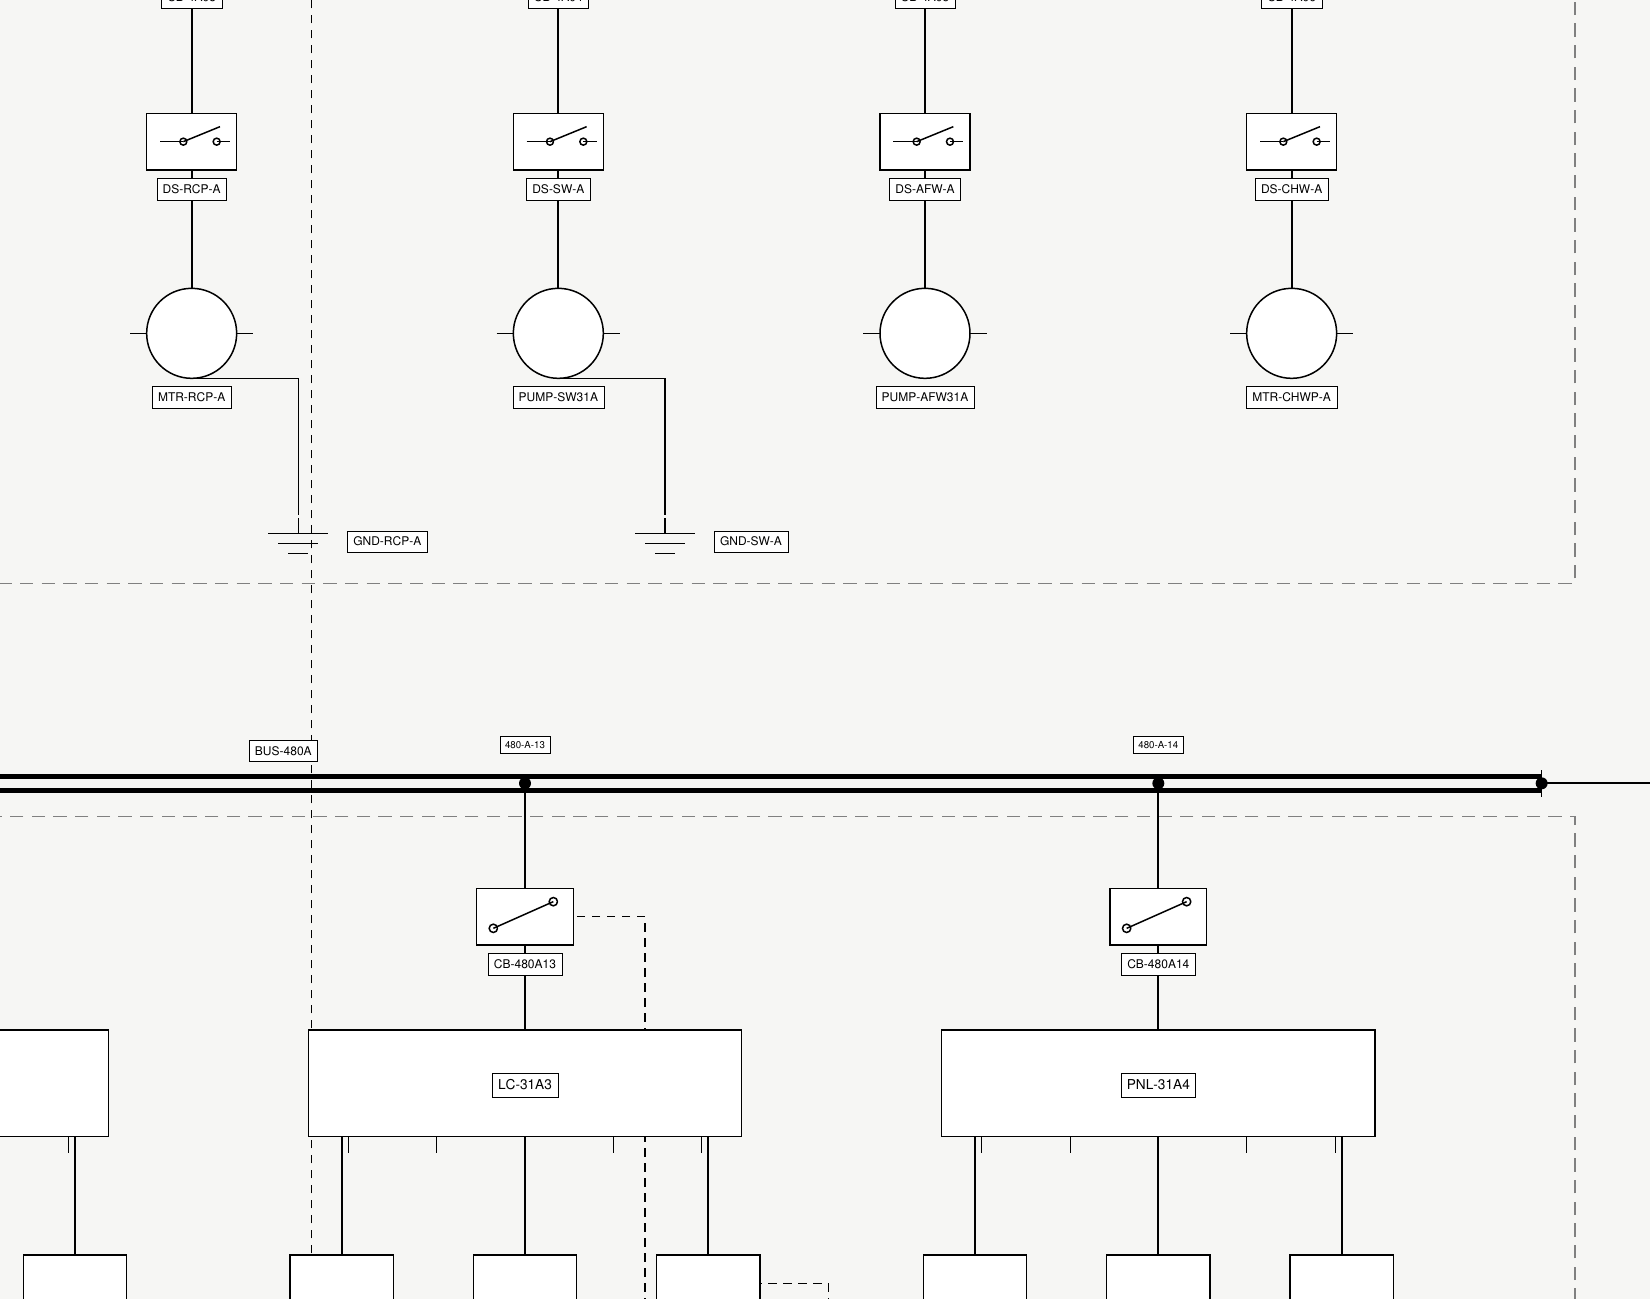 DS-RCP-A
DS-SW-A
DS-AFW-A
DS-CHW-A
MTR-RCP-A
PUMP-SW31A
PUMP-AFW31A
MTR-CHWP-A
GND-RCP-A
GND-SW-A
BUS-480A
480-A-13
480-A-14
CB-480A13
CB-480A14
LC-31A3
PNL-31A4